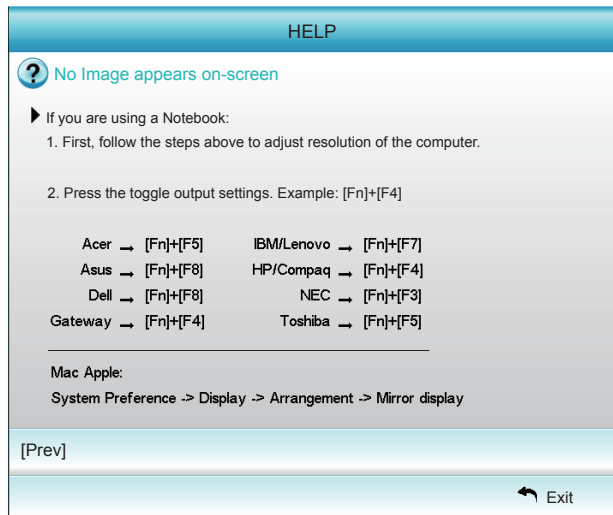 HELP
? No Image appears on-screen
If you are using a Notebook:
1. First, follow the steps above to adjust resolution of the computer.
2. Press the toggle output settings. Example: [Fn]+[F4]
Acer → [Fn]+[F5] IBM/Lenovo → [Fn]+[F7]
Asus → [Fn]+[F8] HP/Compaq → [Fn]+[F4]
Dell → [Fn]+[F8] NEC → [Fn]+[F3]
Gateway → [Fn]+[F4] Toshiba → [Fn]+[F5]
Mac Apple:
System Preference -> Display -> Arrangement -> Mirror display
[Prev]
Exit